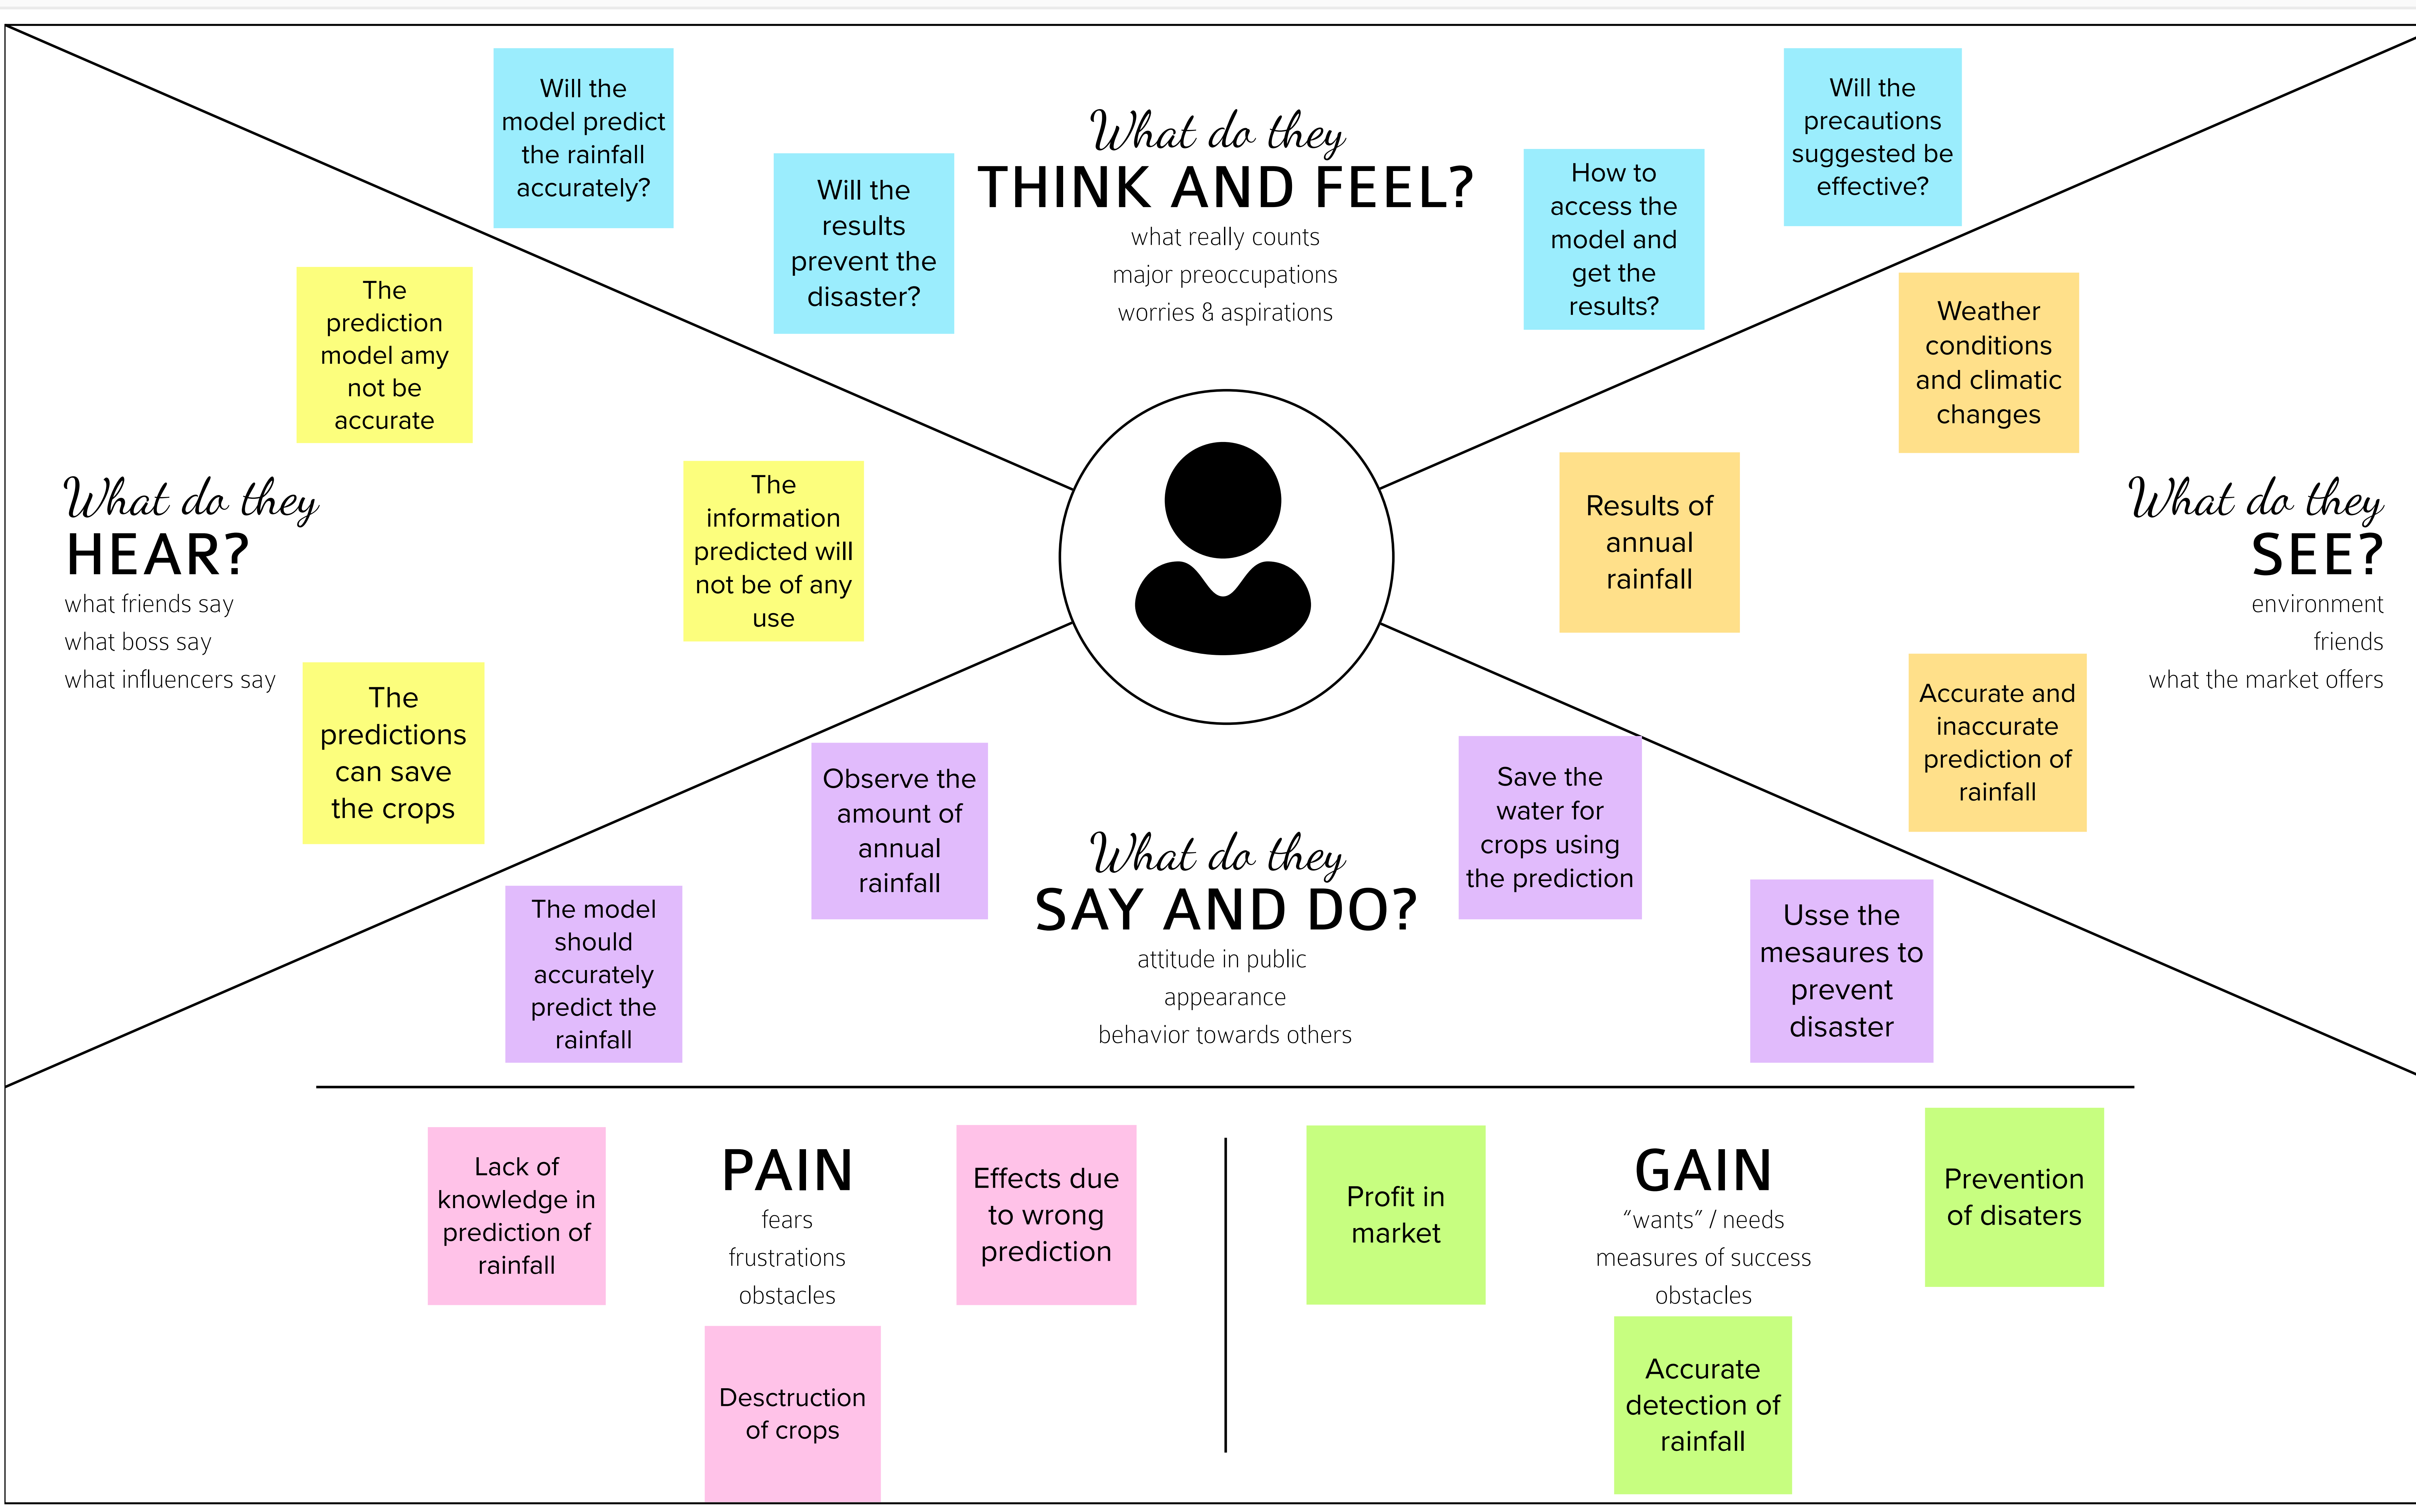 Will the
model predict
the rainfall
accurately?
Will the
results
prevent the
disaster?
What do they
THINK AND FEEL?
what really counts
major preoccupations
worries & aspirations
How to
access the
model and
get the
results?
Will the
precautions
suggested be
effective?
The
prediction
model amy
not be
accurate
What do they
HEAR?
what friends say
what boss say
what influencers say
The
information
predicted will
not be of any
use
The
predictions
can save
the crops
Weather
conditions
and climatic
changes
Results of
annual
rainfall
What do they
SEE?
environment
friends
what the market offers
Accurate and
inaccurate
prediction of
rainfall
Observe the
amount of
annual
rainfall
The model
should
accurately
predict the
rainfall
What do they
SAY AND DO?
attitude in public
appearance
behavior towards others
Save the
water for
crops using
the prediction
Usse the
mesaures to
prevent
disaster
Lack of
knowledge in
prediction of
rainfall
PAIN
fears
frustrations
obstacles
Effects due
to wrong
prediction
Desctruction
of crops
Profit in
market
GAIN
“wants” / needs
measures of success
obstacles
Prevention
of disaters
Accurate
detection of
rainfall